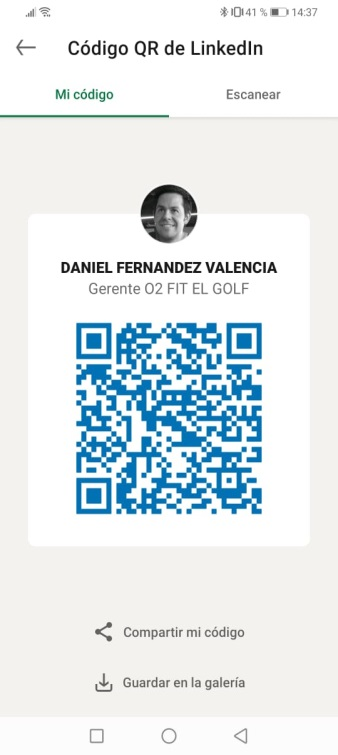 41 % 14:37
Código QR de LinkedIn
Mi código Escanear
DANIEL FERNANDEZ VALENCIA
Gerente O2 FIT EL GOLF
Compartir mi código
Guardar en la galería